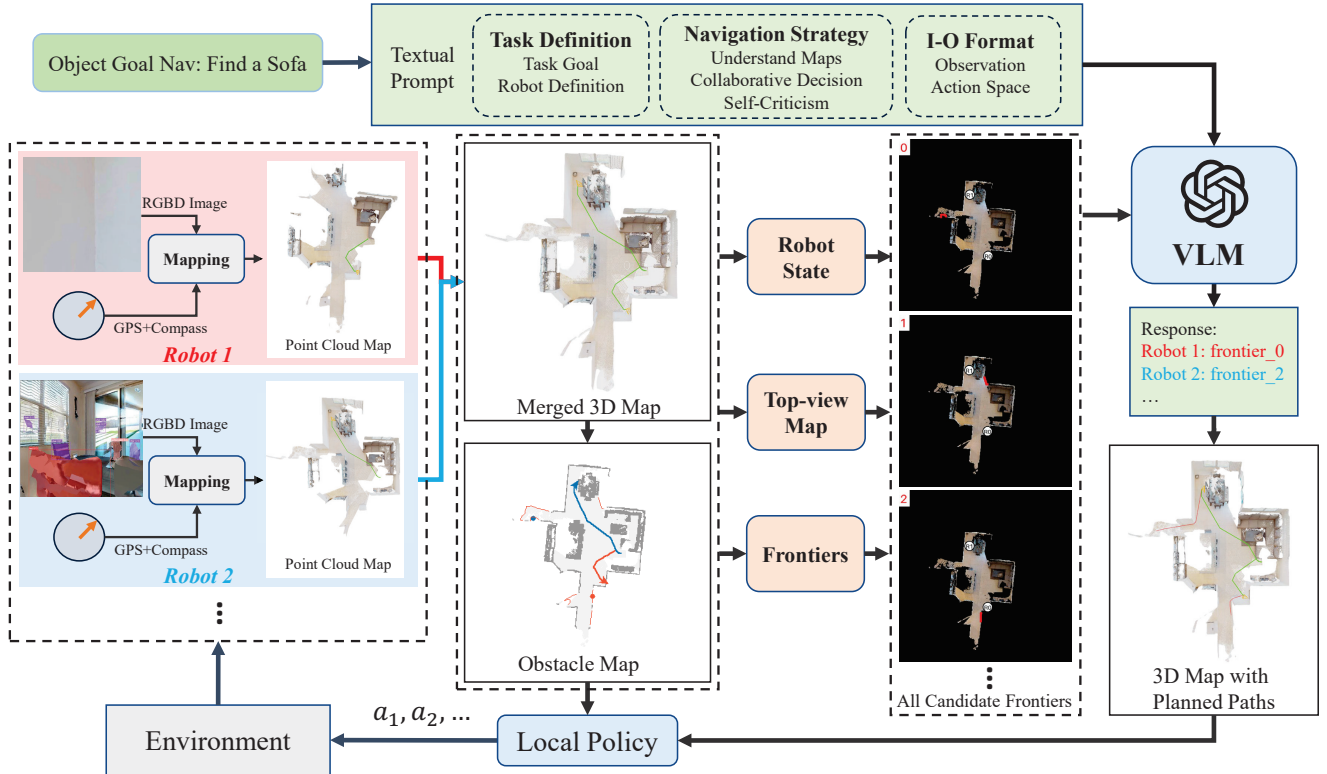 Object Goal Nav: Find a Sofa
Textual
Prompt
Task Definition
Task Goal
Robot Definition
Navigation Strategy
Understand Maps
Collaborative Decision
Self-Criticism
I-O Format
Observation
Action Space
RGBD Image
Mapping
GPS+Compass
Robot 1
Point Cloud Map
RGBD Image
Mapping
GPS+Compass
Robot 2
Point Cloud Map
Merged 3D Map
Obstacle Map
Robot
State
Top-view
Map
Frontiers
0
1
2
All Candidate Frontiers
VLM
Response:
Robot 1: frontier_0
Robot 2: frontier_2
…
3D Map with
Planned Paths
Local Policy
a₁, a₂, …
Environment